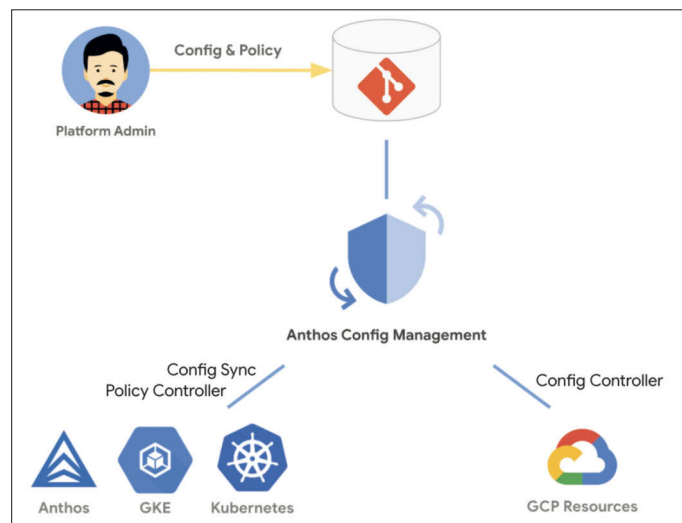 Config & Policy
Platform Admin
Anthos Config Management
Config Sync
Policy Controller
Config Controller
Anthos
GKE
Kubernetes
GCP Resources